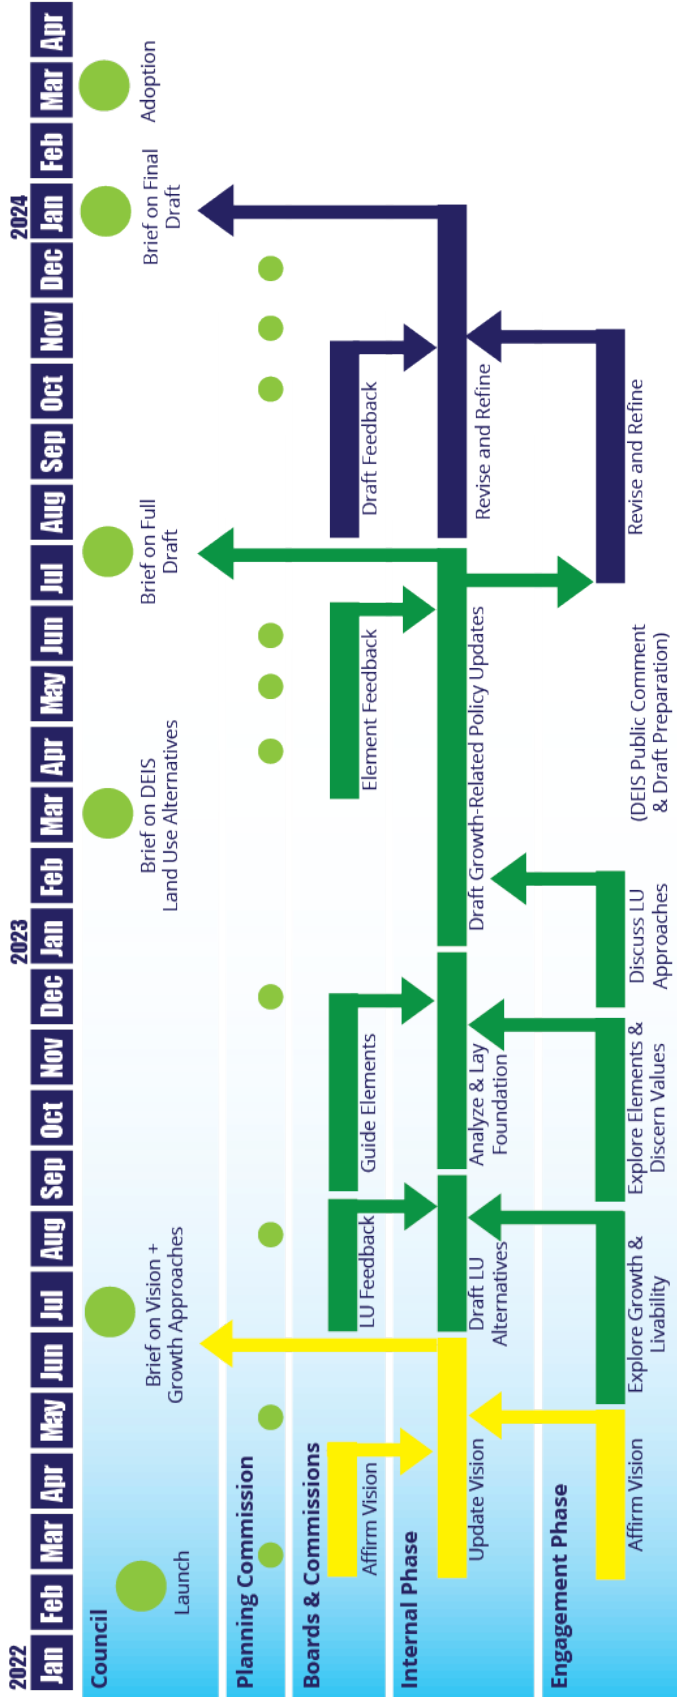 2022
2023
2024
Jan
Feb
Mar
Apr
May
Jun
Jul
Aug
Sep
Oct
Nov
Dec
Jan
Feb
Mar
Apr
May
Jun
Jul
Aug
Sep
Oct
Nov
Dec
Jan
Feb
Mar
Apr
Council
Launch
Brief on Vision +
Growth Approaches
Brief on DEIS
Land Use Alternatives
Brief on Full
Draft
Brief on Final
Draft
Adoption
Planning Commission
Boards & Commissions
Affirm Vision
LU Feedback
Guide Elements
Element Feedback
Draft Feedback
Internal Phase
Update Vision
Draft LU
Alternatives
Analyze & Lay
Foundation
Draft Growth-Related Policy Updates
Revise and Refine
Engagement Phase
Affirm Vision
Explore Growth &
Livability
Explore Elements &
Discern Values
Discuss LU
Approaches
(DEIS Public Comment
& Draft Preparation)
Revise and Refine